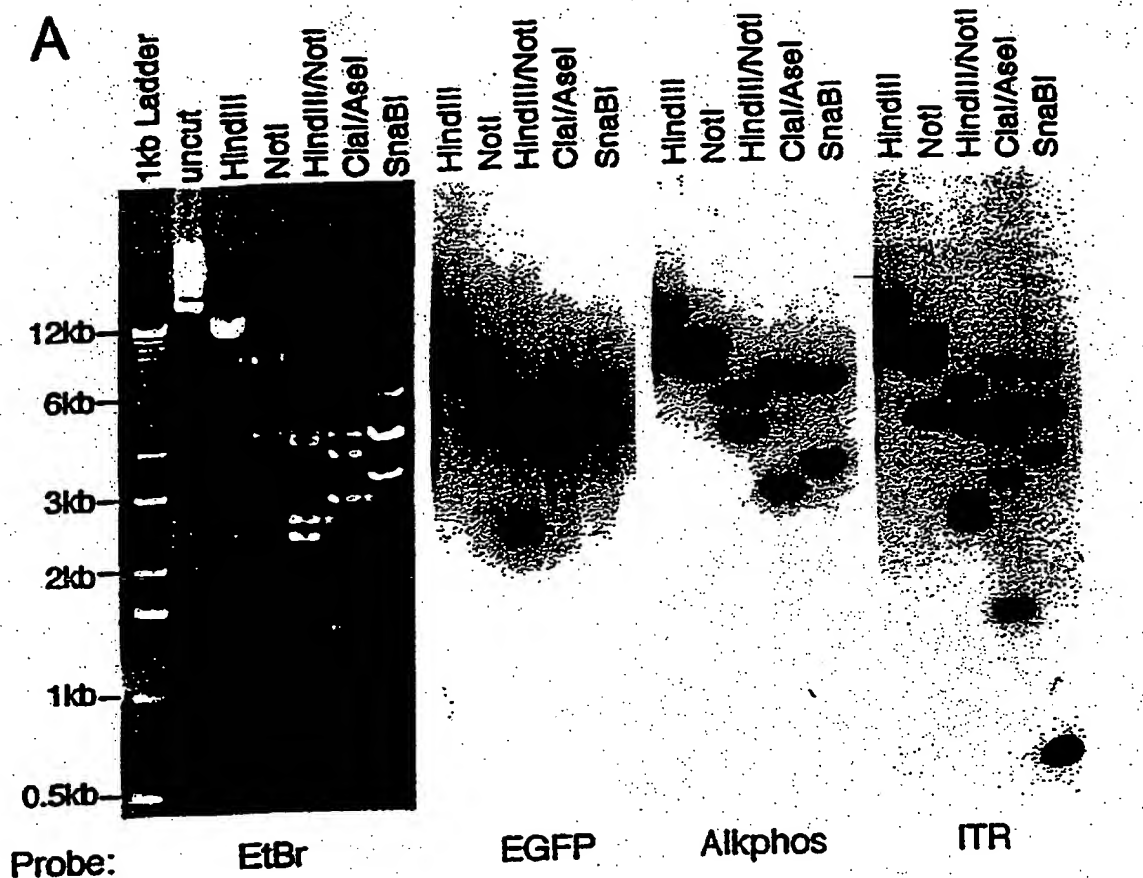 A
1kb Ladder
uncut
HindIII
NotI
HindIII/NotI
ClaI/AseI
SnaBI
HindIII
NotI
HindIII/NotI
ClaI/AseI
SnaBI
HindIII
NotI
HindIII/NotI
ClaI/AseI
SnaBI
HindIII
NotI
HindIII/NotI
ClaI/AseI
SnaBI
12kb
6kb
3kb
2kb
1kb
0.5kb
Probe: EtBr EGFP Alkphos ITR